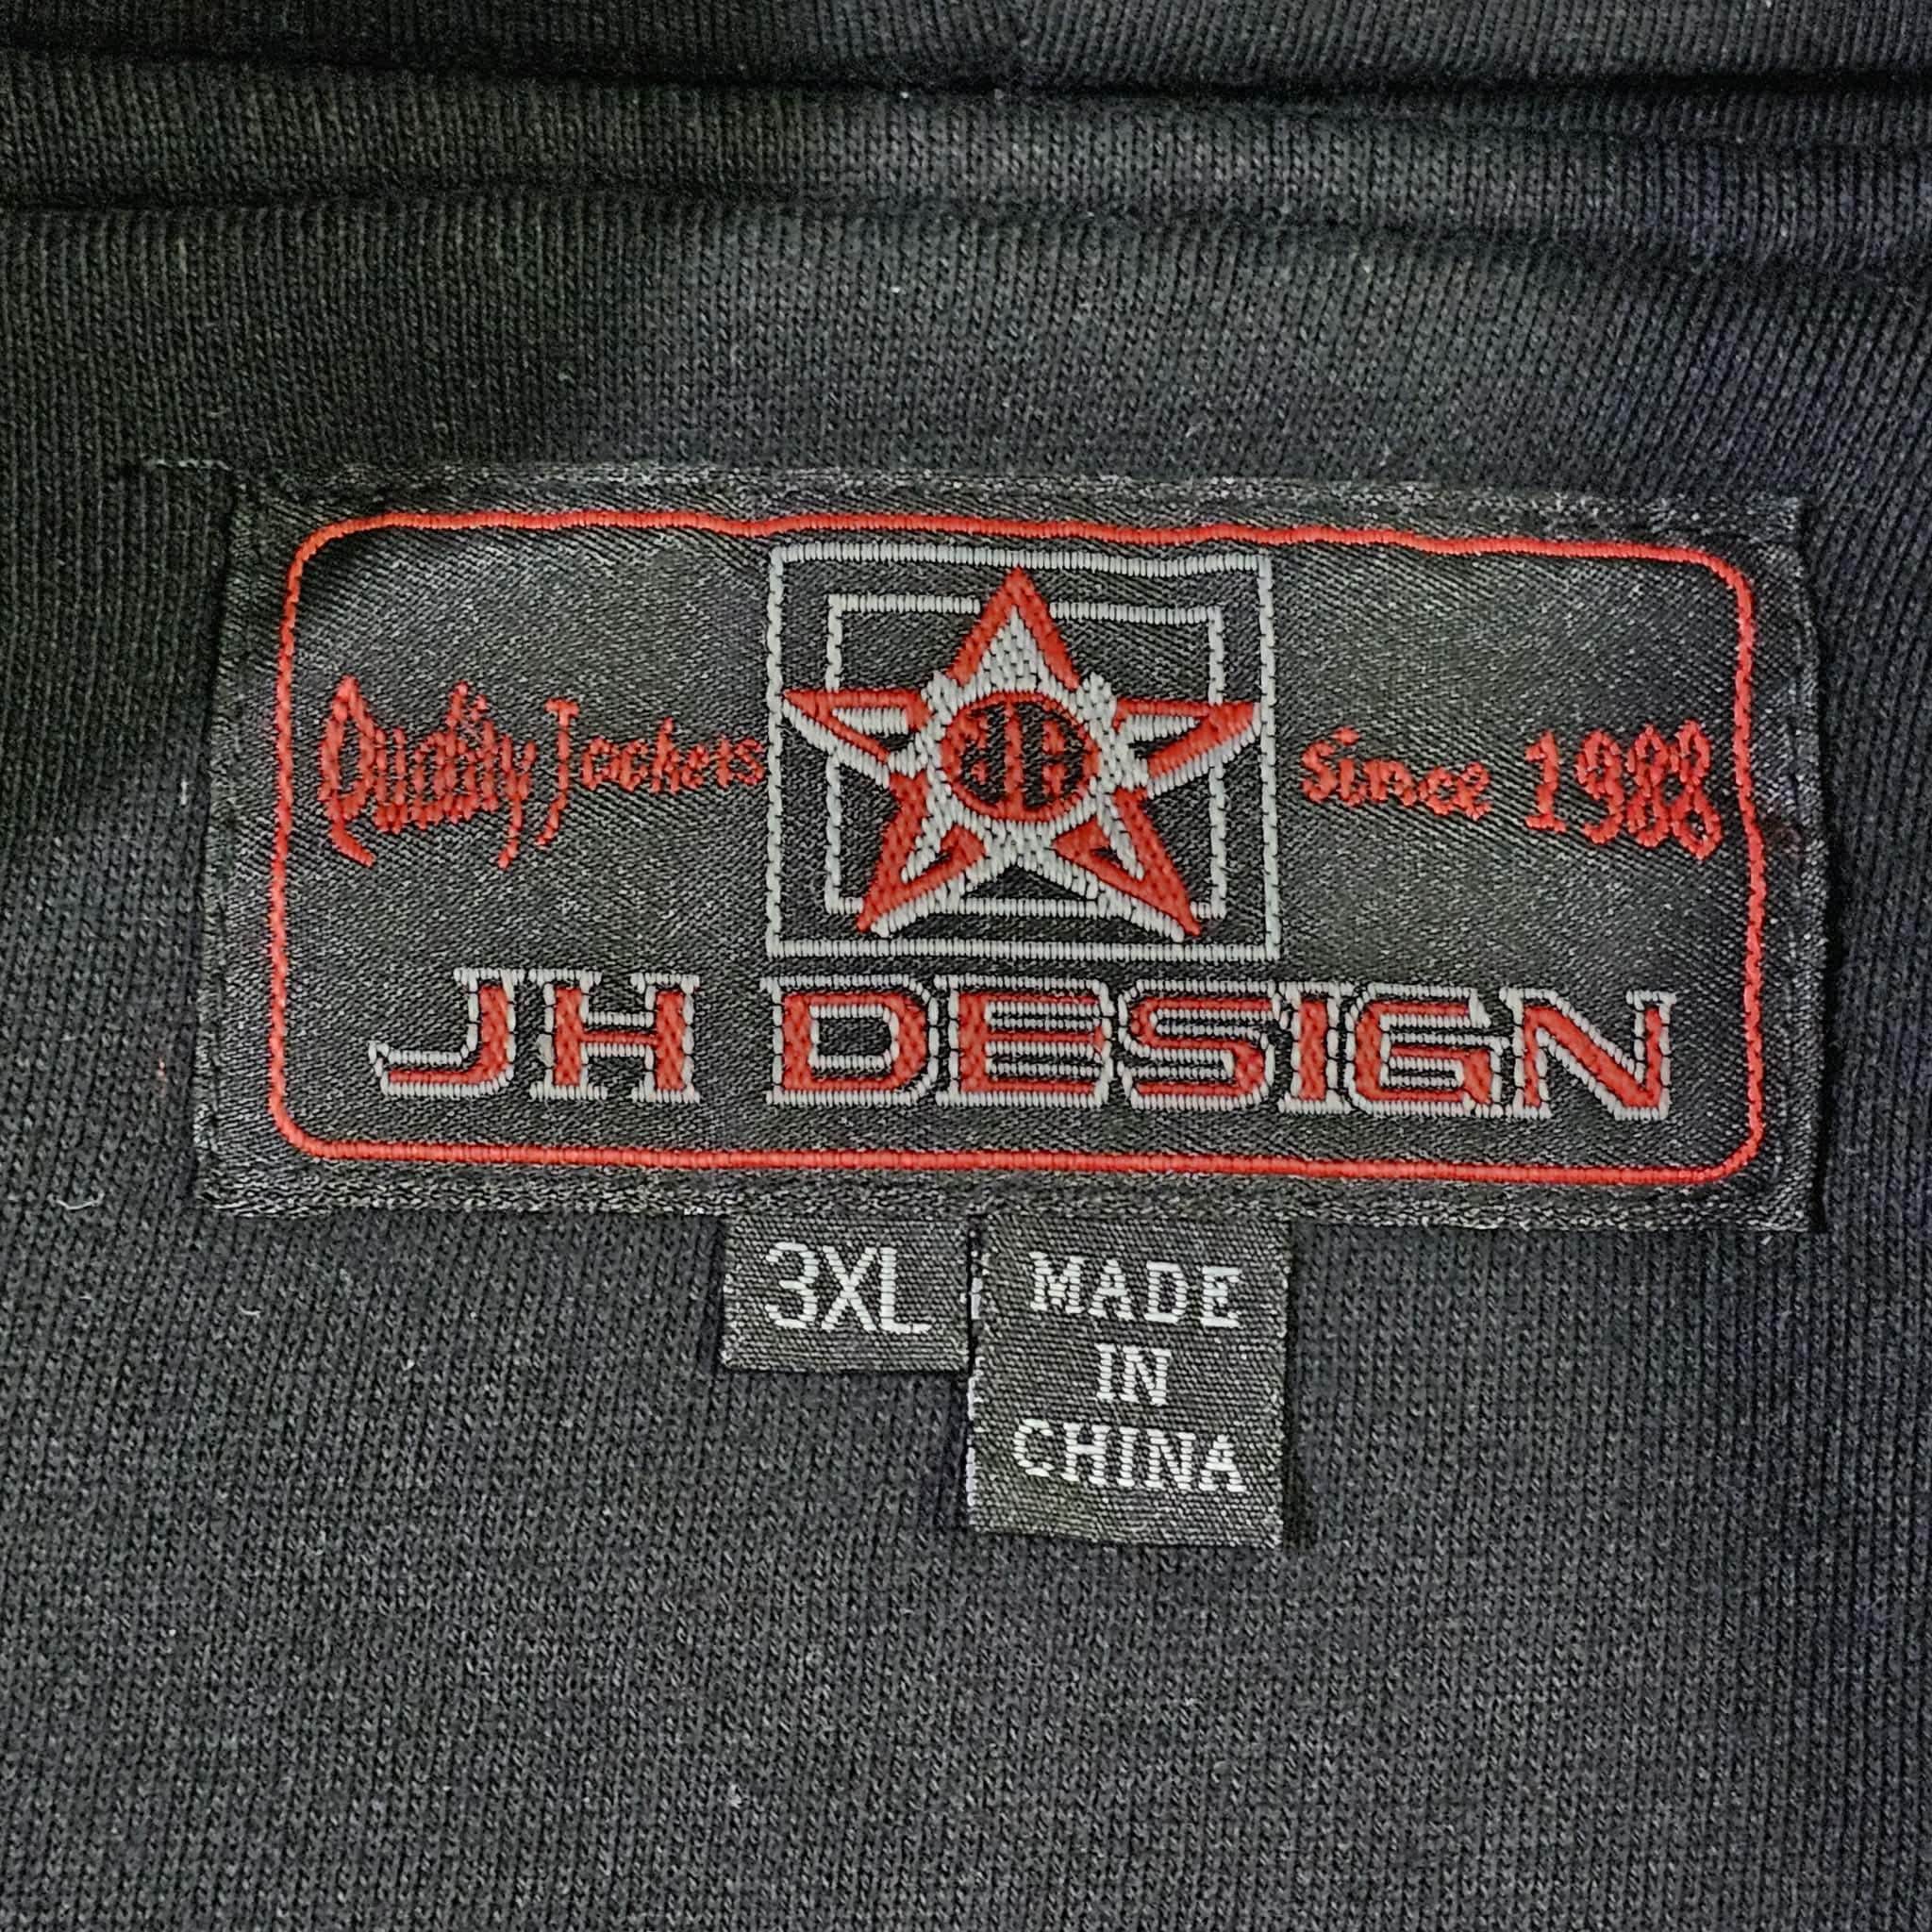 Quality Jackets
Since 1988
JH
JH DESIGN
3XL
MADE
IN
CHINA